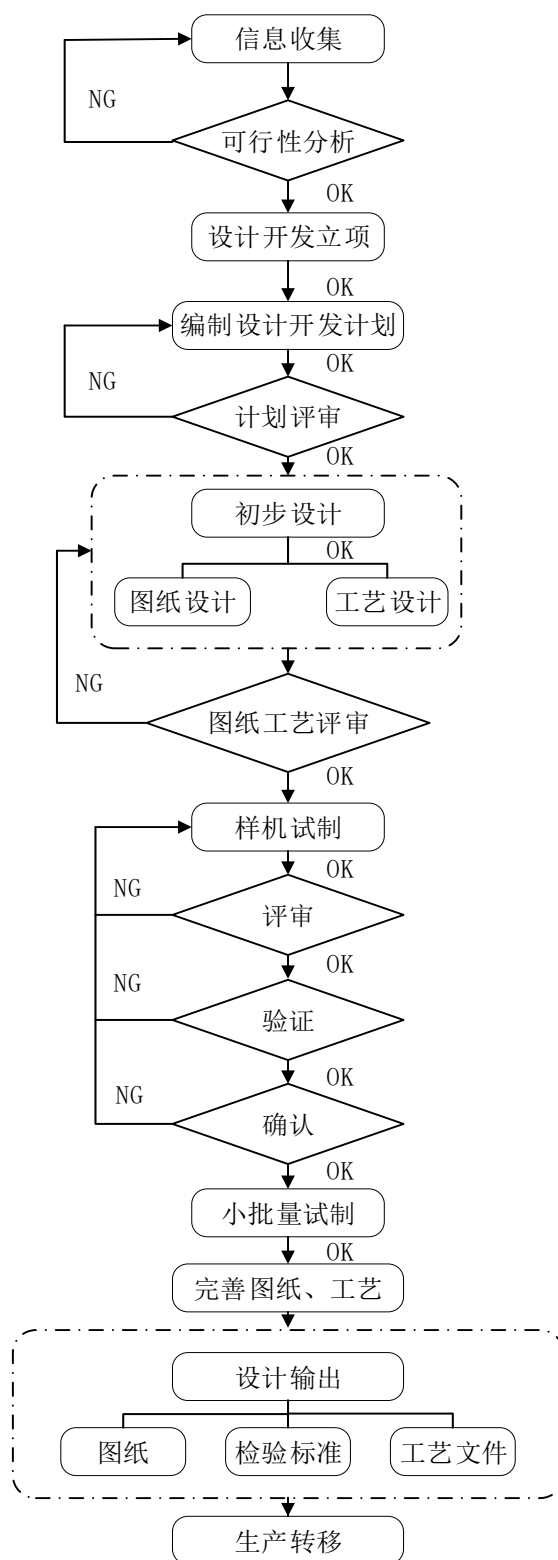 信息收集
NG
可行性分析
OK
设计开发立项
OK
编制设计开发计划
OK
NG
计划评审
OK
初步设计
OK
图纸设计 工艺设计
NG
图纸工艺评审
OK
样机试制
OK
NG
评审
OK
NG
验证
OK
NG
确认
OK
小批量试制
OK
完善图纸、工艺
设计输出
图纸 检验标准 工艺文件
生产转移